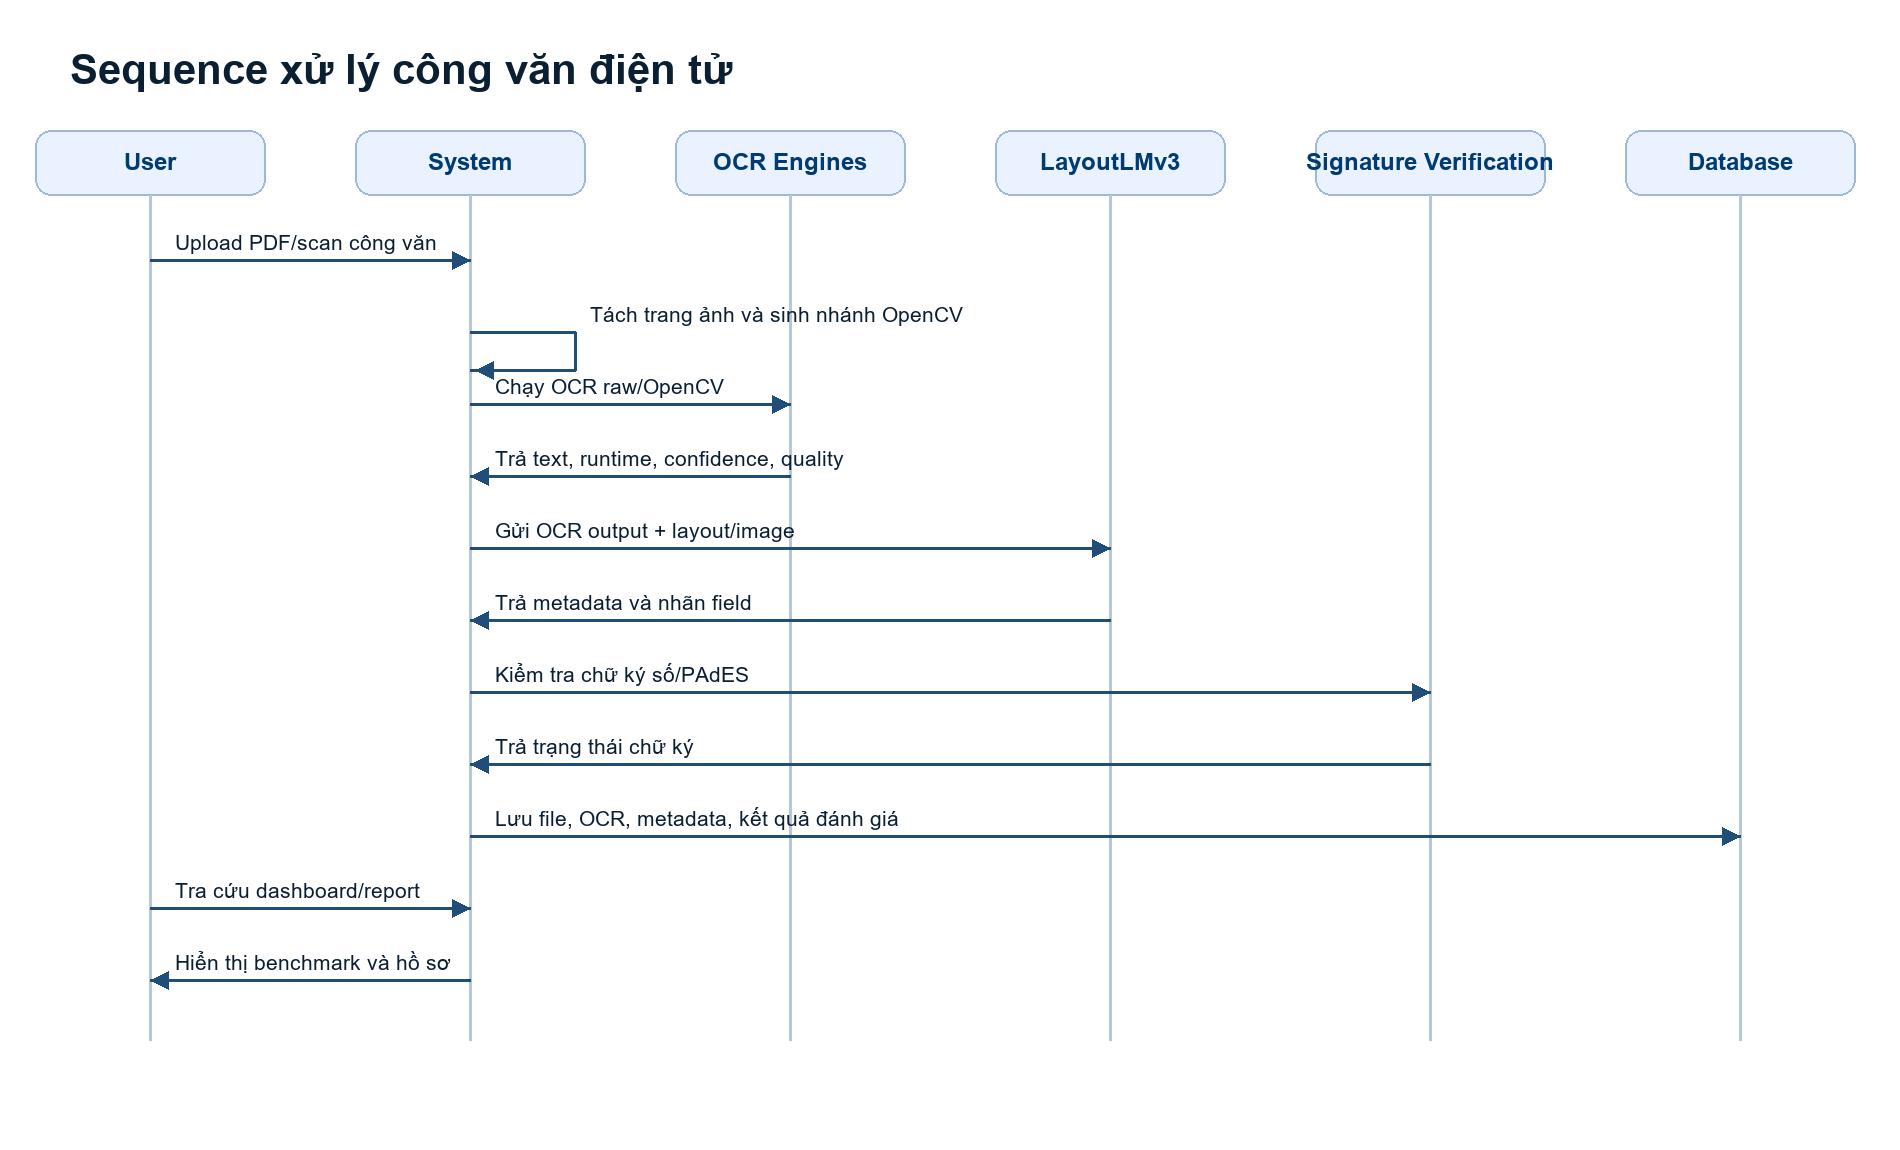 Sequence xử lý công văn điện tử
User
System
OCR Engines
LayoutLMv3
Signature Verification
Database
Upload PDF/scan công văn
Tách trang ảnh và sinh nhánh OpenCV
Chạy OCR raw/OpenCV
Trả text, runtime, confidence, quality
Gửi OCR output + layout/image
Trả metadata và nhãn field
Kiểm tra chữ ký số/PAdES
Trả trạng thái chữ ký
Lưu file, OCR, metadata, kết quả đánh giá
Tra cứu dashboard/report
Hiển thị benchmark và hồ sơ